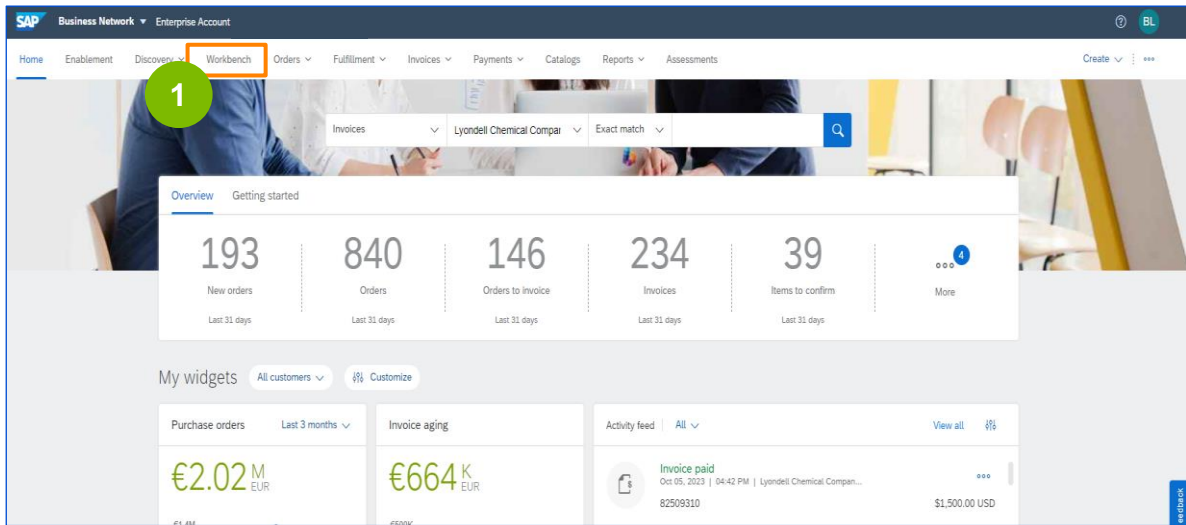 SAP Business Network Enterprise Account BL
Home Enablement Discovery Workbench Orders Fulfillment Invoices Payments Catalogs Reports Assessments Create
1
Invoices Lyondell Chemical Compar Exact match
Overview Getting started
193 840 146 234 39 4
New orders Orders Orders to invoice Invoices Items to confirm More
Last 31 days Last 31 days Last 31 days Last 31 days Last 31 days
My widgets All customers Customize
Purchase orders Last 3 months Invoice aging Activity feed All View all
€2.02 M EUR €664 K EUR
Invoice paid
Oct 05, 2023 | 04:42 PM | Lyondell Chemical Compan...
82509310 $1,500.00 USD